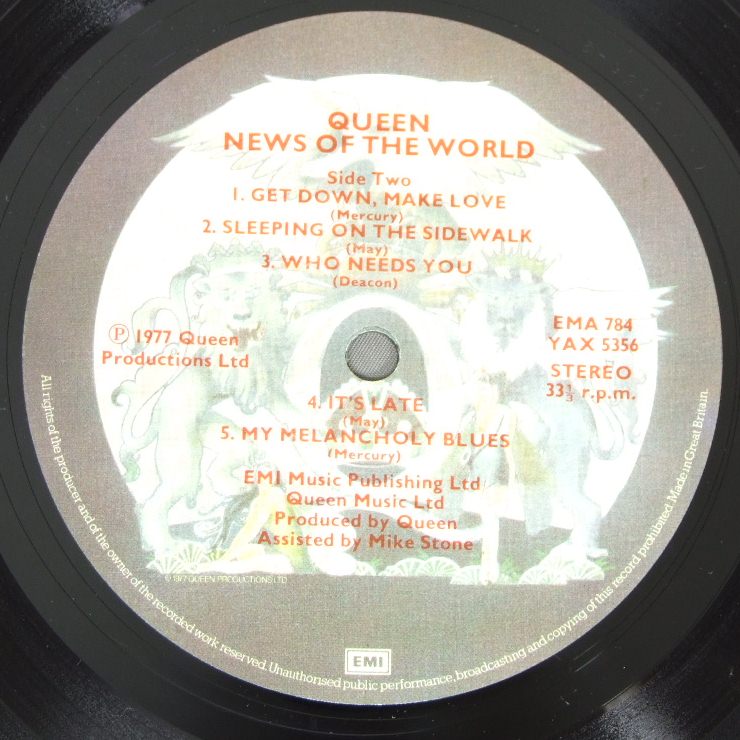 QUEEN
NEWS OF THE WORLD
Side Two
1. GET DOWN, MAKE LOVE
(Mercury)
2. SLEEPING ON THE SIDEWALK
(May)
3. WHO NEEDS YOU
(Deacon)
Ⓟ 1977 Queen
Productions Ltd
EMA 784
YAX 5356
STEREO
33⅓ r.p.m.
4. IT'S LATE
(May)
5. MY MELANCHOLY BLUES
(Mercury)
EMI Music Publishing Ltd/
Queen Music Ltd
Produced by Queen
Assisted by Mike Stone
© 1977 QUEEN PRODUCTIONS LTD
EMI
All rights of the producer and of the owner of the recorded work reserved. Unauthorised public performance, broadcasting and copying of this record prohibited. Made in Great Britain.